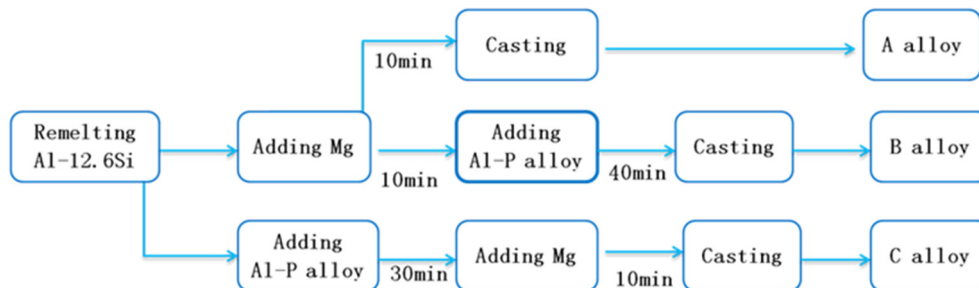 Casting
A alloy
10min
Remelting
Al-12.6Si
Adding Mg
Adding
Al-P alloy
Casting
B alloy
10min
40min
Adding
Al-P alloy
Adding Mg
Casting
C alloy
30min
10min